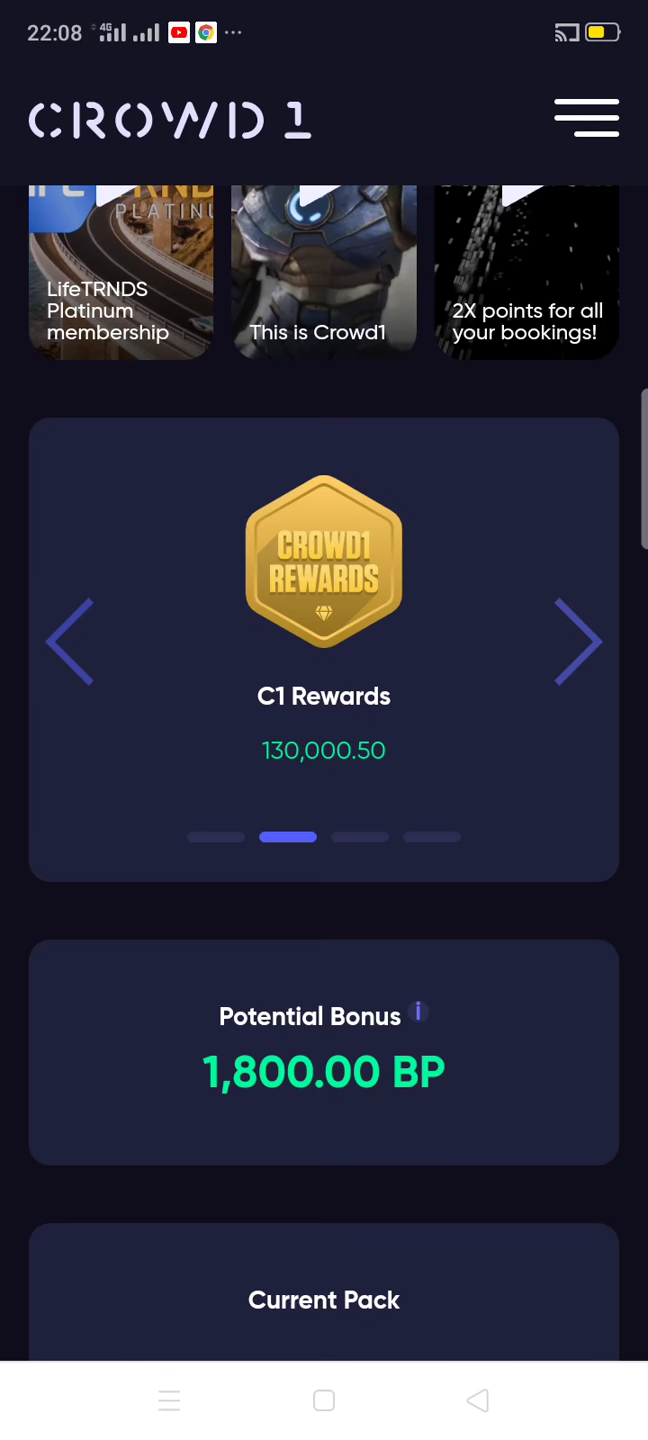 22:08 4G
CROWD 1
PLATINU
LifeTRNDS
Platinum
membership
This is Crowd1
2X points for all
your bookings!
CROWD1
REWARDS
C1 Rewards
130,000.50
Potential Bonus i
1,800.00 BP
Current Pack